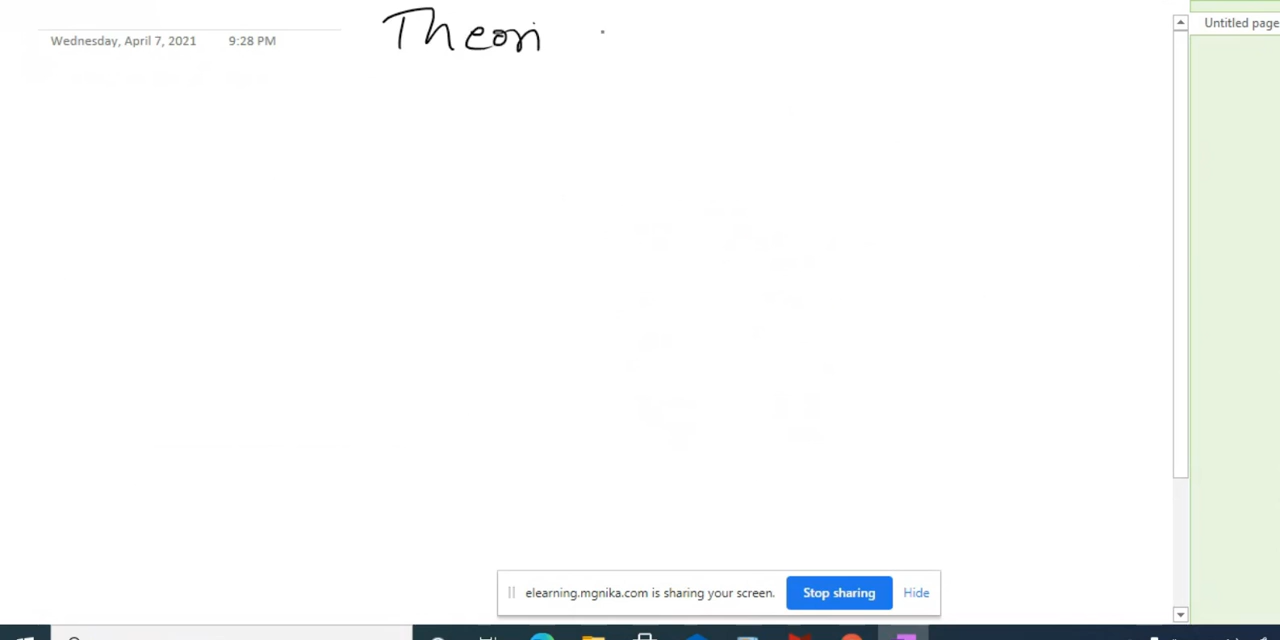 Theori
Wednesday, April 7, 2021 9:28 PM
Untitled page
elearning.mgnika.com is sharing your screen. Stop sharing Hide